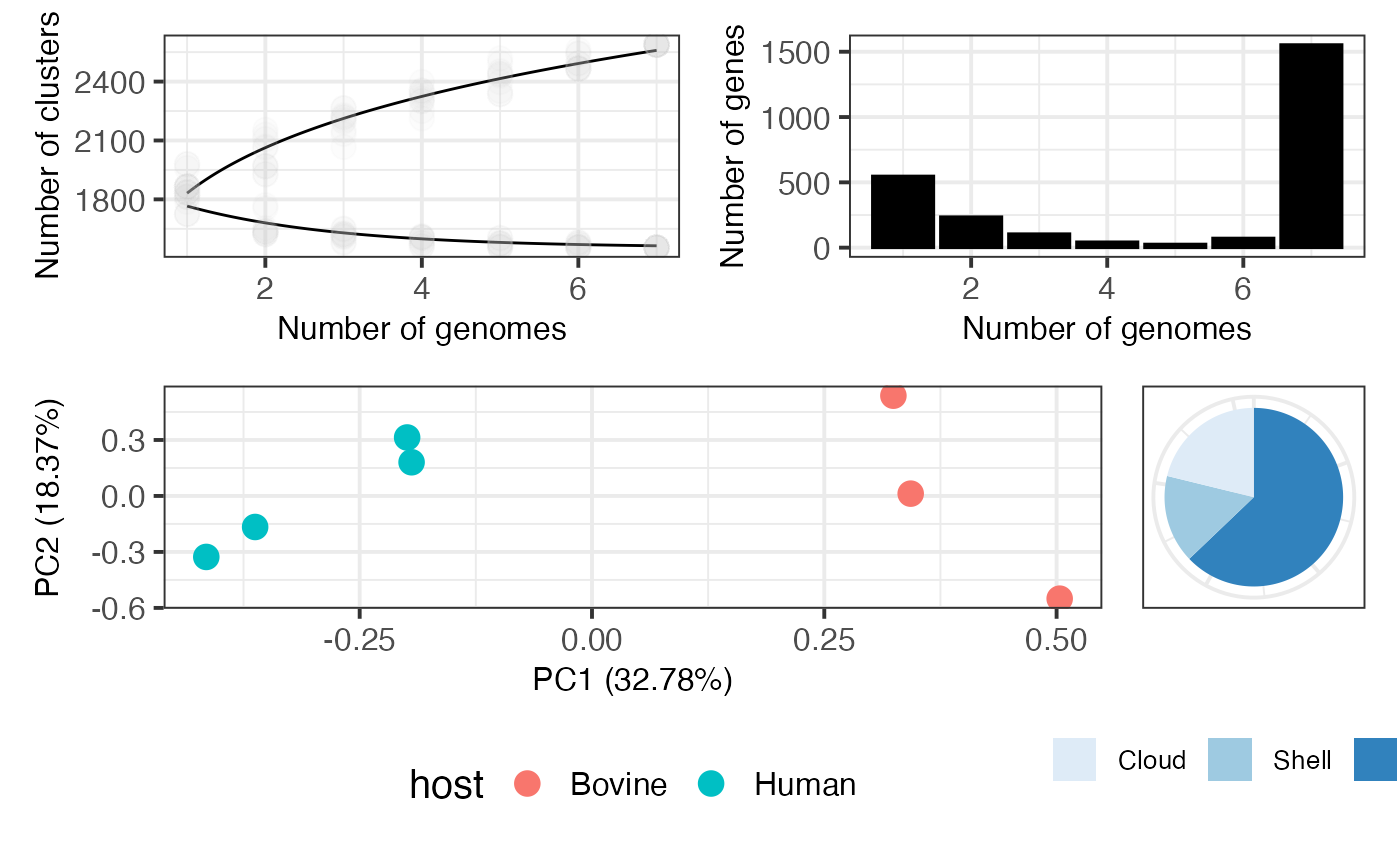 Number of clusters
2400
2100
1800
2 4 6
Number of genomes
Number of genes
1500
1000
500
0
2 4 6
Number of genomes
PC2 (18.37%)
0.3
0.0
-0.3
-0.6
-0.25 0.00 0.25 0.50
PC1 (32.78%)
host Bovine Human
Cloud Shell